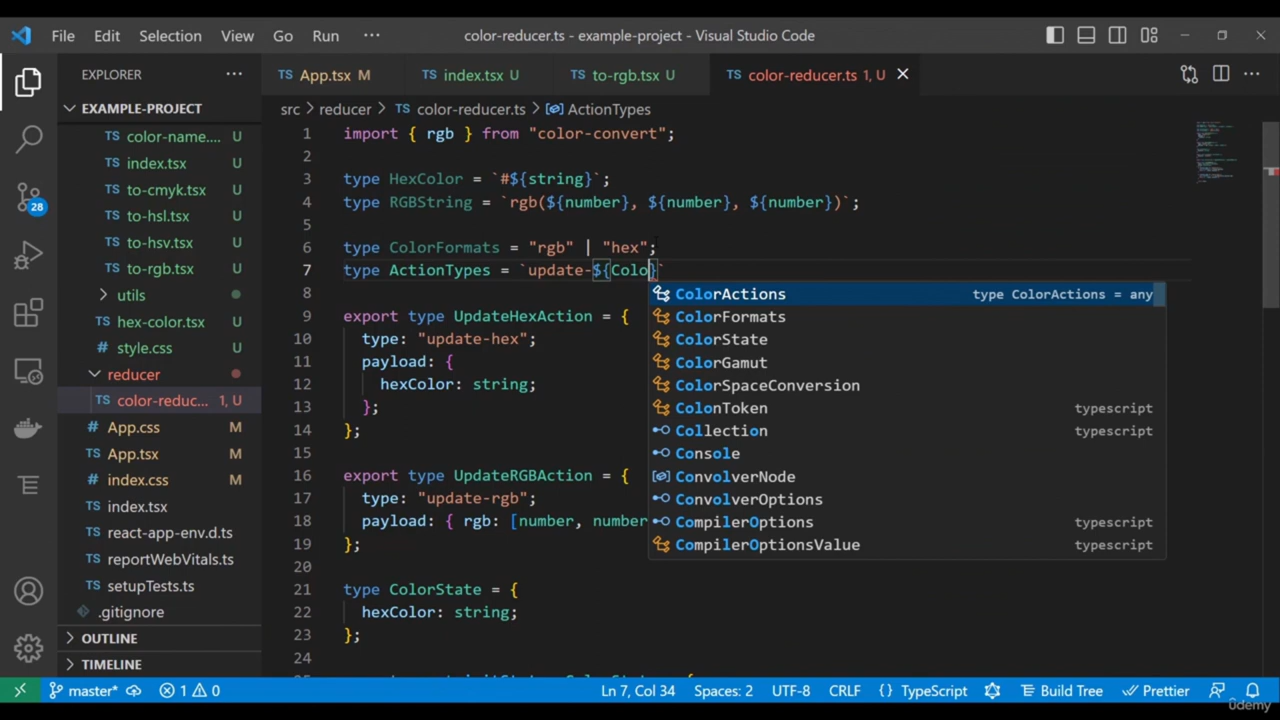 File Edit Selection View Go Run ··· color-reducer.ts - example-project - Visual Studio Code
EXPLORER ···
TS App.tsx M TS index.tsx U TS to-rgb.tsx U TS color-reducer.ts 1, U
EXAMPLE-PROJECT
src > reducer > TS color-reducer.ts > ActionTypes
TS color-name.... U
TS index.tsx U
TS to-cmyk.tsx U
TS to-hsl.tsx U
TS to-hsv.tsx U
TS to-rgb.tsx U
utils
TS hex-color.tsx U
# style.css U
reducer
TS color-reduc... 1, U
# App.css M
TS App.tsx M
# index.css M
TS index.tsx
TS react-app-env.d.ts
TS reportWebVitals.ts
TS setupTests.ts
.gitignore
OUTLINE
TIMELINE
28
1 import { rgb } from "color-convert";
2
3 type HexColor = `#${string}`;
4 type RGBString = `rgb(${number}, ${number}, ${number})`;
5
6 type ColorFormats = "rgb" | "hex";
7 type ActionTypes = `update-${Colo}`
8
9 export type UpdateHexAction = {
10 type: "update-hex";
11 payload: {
12 hexColor: string;
13 };
14 };
15
16 export type UpdateRGBAction = {
17 type: "update-rgb";
18 payload: { rgb: [number, number
19 };
20
21 type ColorState = {
22 hexColor: string;
23 };
24
ColorActions type ColorActions = any
ColorFormats
ColorState
ColorGamut
ColorSpaceConversion
ColonToken typescript
Collection typescript
Console
ConvolverNode
ConvolverOptions
CompilerOptions typescript
CompilerOptionsValue typescript
master* 1 0 Ln 7, Col 34 Spaces: 2 UTF-8 CRLF {} TypeScript Build Tree Prettier
ûdemy